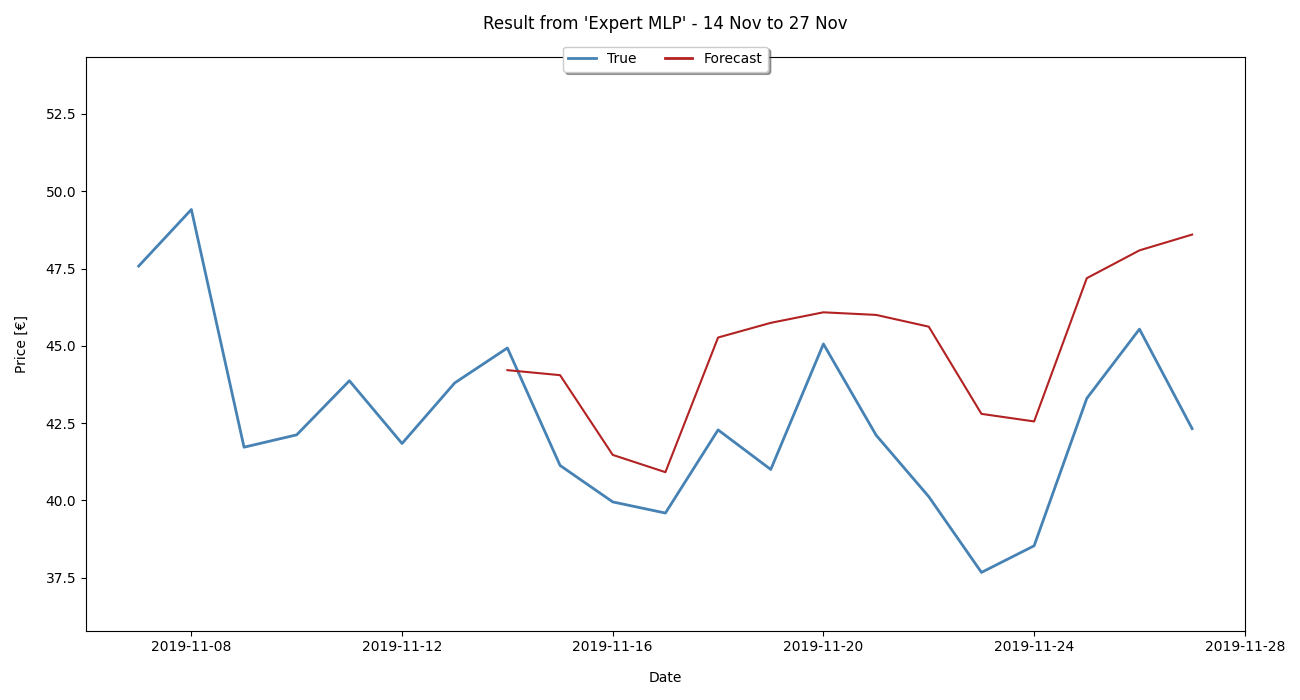 Result from 'Expert MLP' - 14 Nov to 27 Nov
True Forecast
52.5
50.0
47.5
45.0
42.5
40.0
37.5
Price [€]
2019-11-08 2019-11-12 2019-11-16 2019-11-20 2019-11-24 2019-11-28
Date